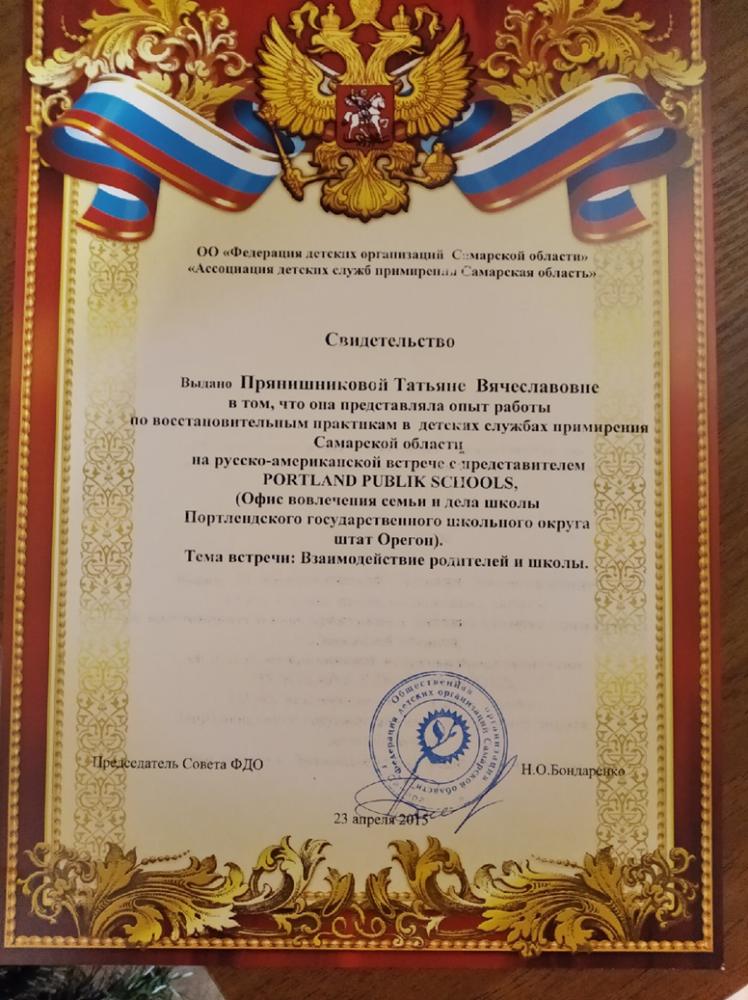 ОО «Федерация детских организаций Самарской области»
«Ассоциация детских служб примирения Самарская область»
Свидетельство
Выдано Прянишниковой Татьяне Вячеславовне
в том, что она представляла опыт работы
по восстановительным практикам в детских службах примирения
Самарской области
на русско-американской встрече с представителем
PORTLAND PUBLIK SCHOOLS,
(Офис вовлечения семьи и дела школы
Портлендского государственного школьного округа
штат Орегон).
Тема встречи: Взаимодействие родителей и школы.
Общественная организация
"Федерация детских организаций Самарской области"
Председатель Совета ФДО
Н.О.Бондаренко
23 апреля 2015